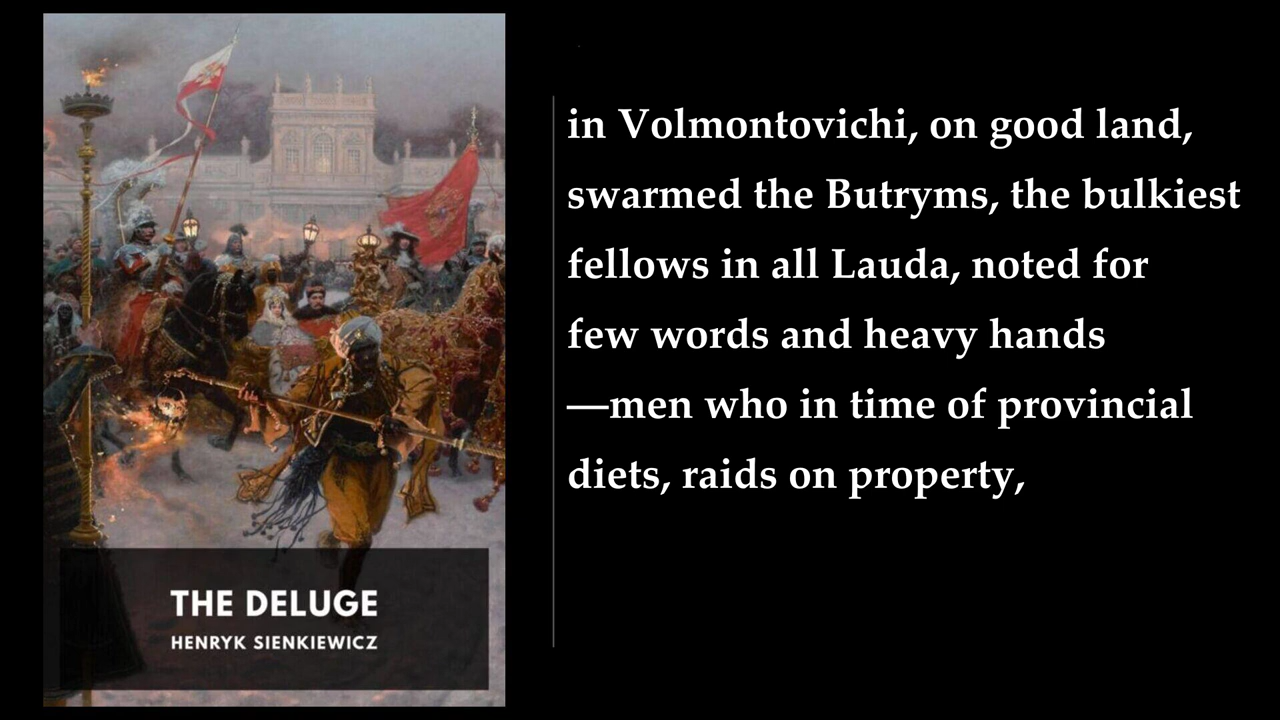 in Volmontovichi, on good land,
swarmed the Butryms, the bulkiest
fellows in all Lauda, noted for
few words and heavy hands
—men who in time of provincial
diets, raids on property,
THE DELUGE
HENRYK SIENKIEWICZ